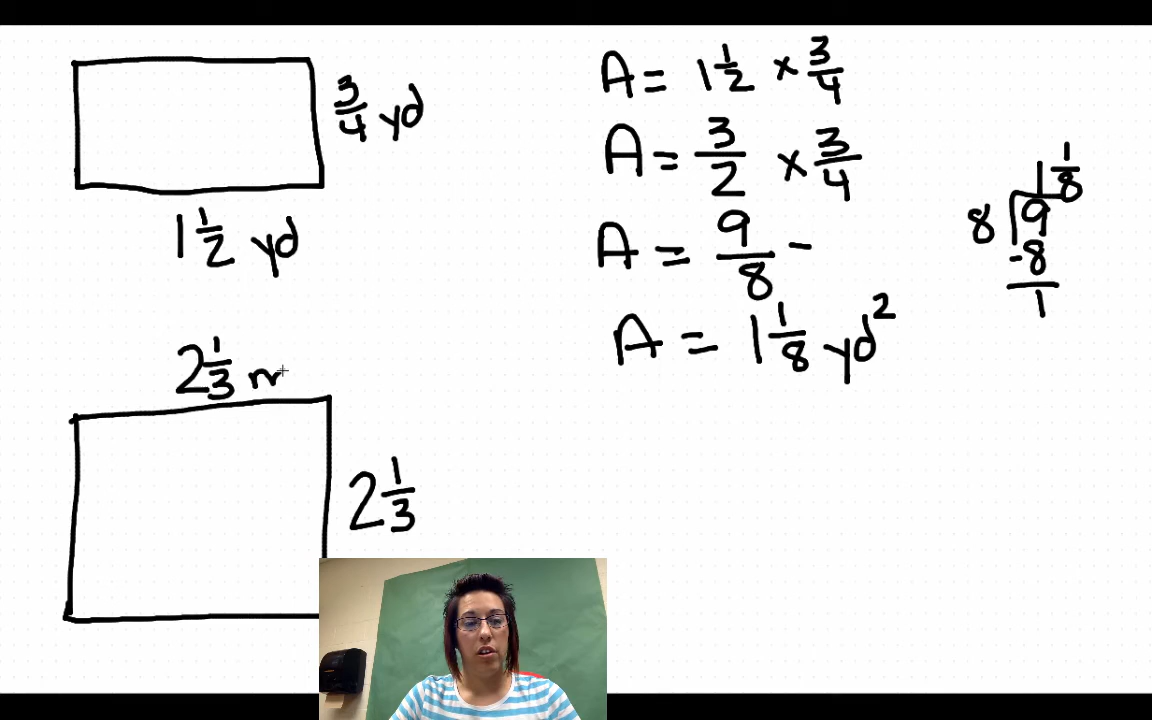 3/4 yd
1 1/2 yd
A = 1 1/2 × 3/4
A = 3/2 × 3/4
A = 9/8 -
A = 1 1/8 yd²
1 1/8
8 9
-8
1
2 1/3 m
2 1/3